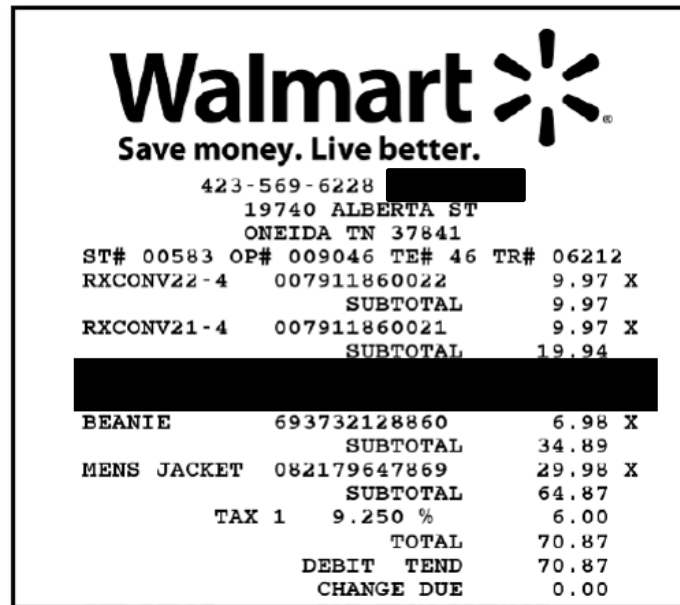 Walmart
Save money. Live better.
423-569-6228
19740 ALBERTA ST
ONEIDA TN 37841
ST# 00583 OP# 009046 TE# 46 TR# 06212
RXCONV22-4 007911860022 9.97 X
SUBTOTAL 9.97
RXCONV21-4 007911860021 9.97 X
SUBTOTAL 19.94
BEANIE 693732128860 6.98 X
SUBTOTAL 34.89
MENS JACKET 082179647869 29.98 X
SUBTOTAL 64.87
TAX 1 9.250 % 6.00
TOTAL 70.87
DEBIT TEND 70.87
CHANGE DUE 0.00